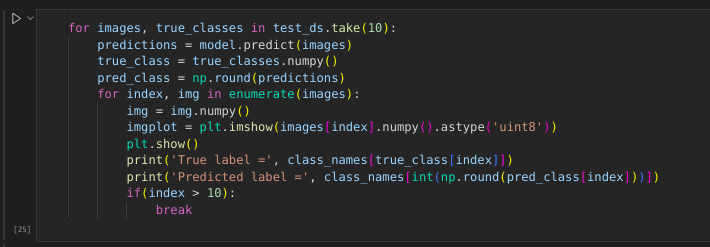 for images, true_classes in test_ds.take(10):
    predictions = model.predict(images)
    true_class = true_classes.numpy()
    pred_class = np.round(predictions)
    for index, img in enumerate(images):
        img = img.numpy()
        imgplot = plt.imshow(images[index].numpy().astype('uint8'))
        plt.show()
        print('True label =', class_names[true_class[index]])
        print('Predicted label =', class_names[int(np.round(pred_class[index]))])
        if(index > 10):
            break
[25]